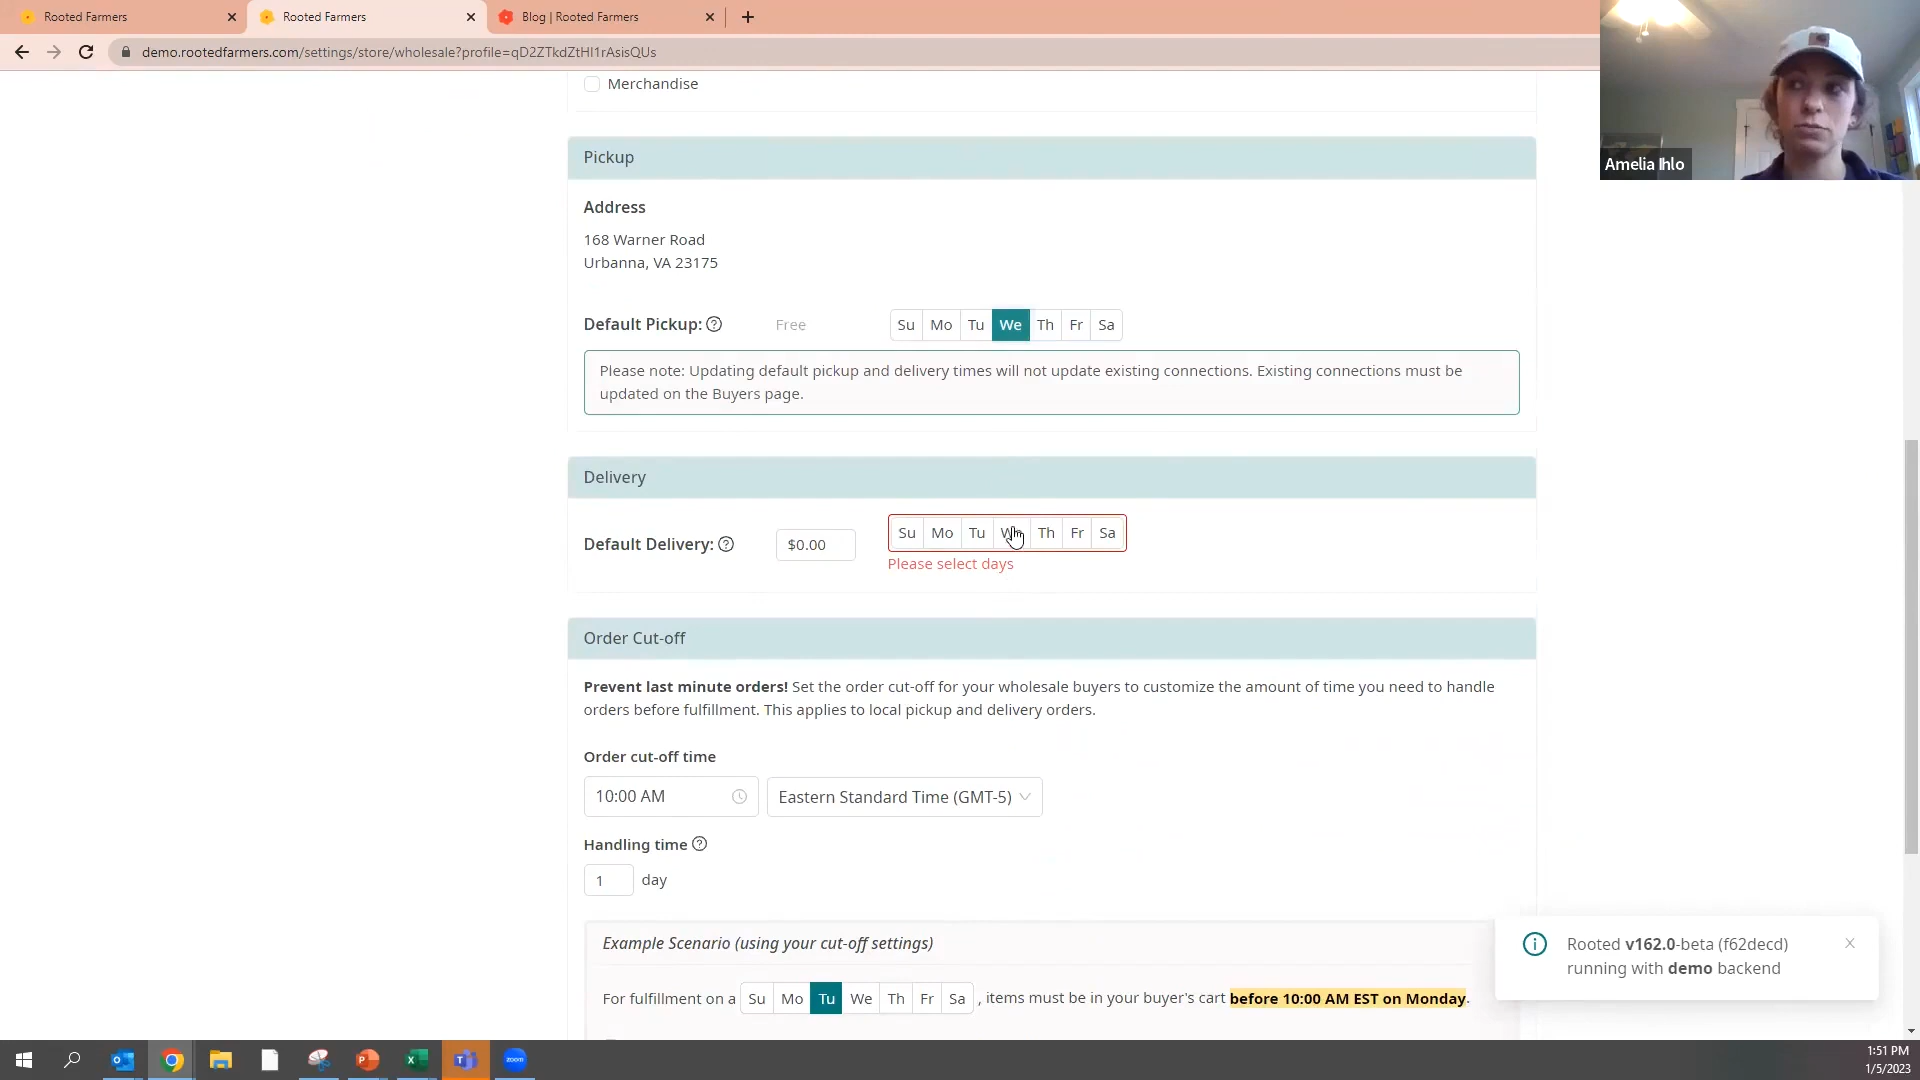 Rooted Farmers
Rooted Farmers
Blog | Rooted Farmers
demo.rootedfarmers.com/settings/store/wholesale?profile=qD2ZTkdZtHI1rAsisQUs
Amelia Ihlo
Merchandise
Pickup
Address
168 Warner Road
Urbanna, VA 23175
Default Pickup: Free Su Mo Tu We Th Fr Sa
Please note: Updating default pickup and delivery times will not update existing connections. Existing connections must be
updated on the Buyers page.
Delivery
Default Delivery: $0.00 Su Mo Tu We Th Fr Sa
Please select days
Order Cut-off
Prevent last minute orders! Set the order cut-off for your wholesale buyers to customize the amount of time you need to handle
orders before fulfillment. This applies to local pickup and delivery orders.
Order cut-off time
10:00 AM Eastern Standard Time (GMT-5)
Handling time
1 day
Example Scenario (using your cut-off settings)
For fulfillment on a Su Mo Tu We Th Fr Sa , items must be in your buyer's cart before 10:00 AM EST on Monday.
Rooted v162.0-beta (f62decd)
running with demo backend
zoom
1:51 PM
1/5/2023